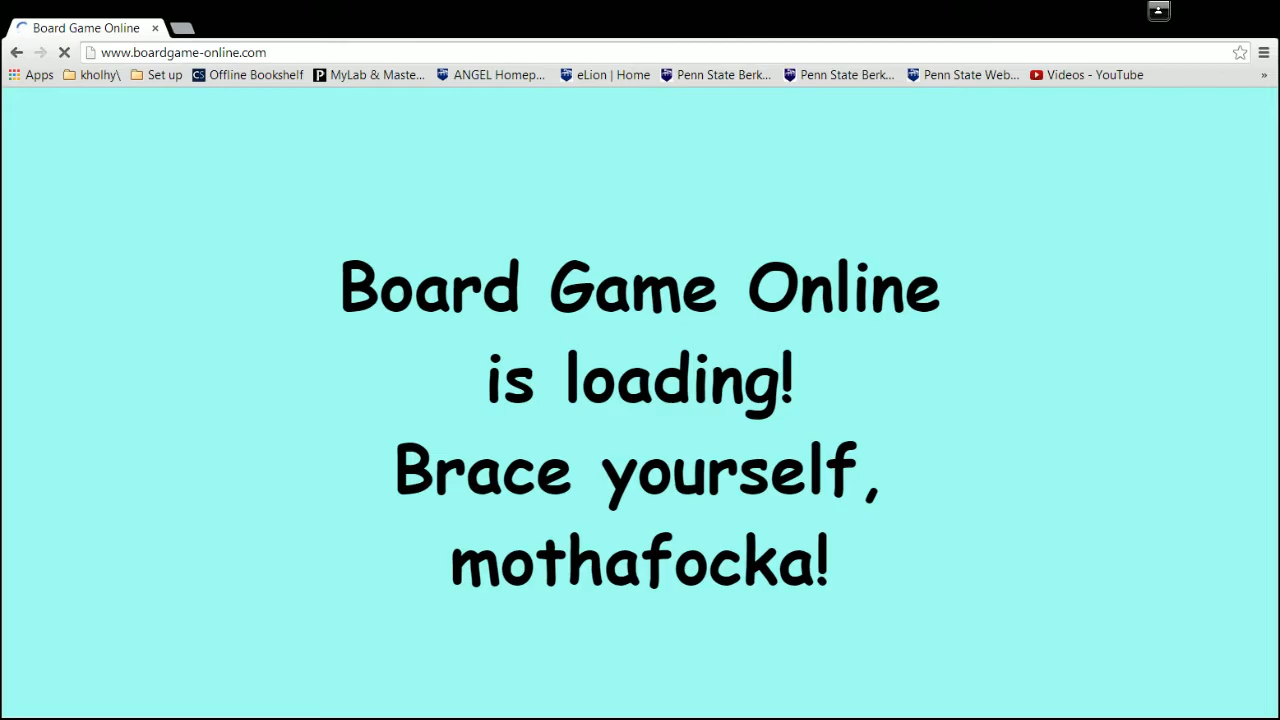 Board Game Online
www.boardgame-online.com
Apps kholhy\ Set up Offline Bookshelf MyLab & Maste... ANGEL Homep... eLion | Home Penn State Berk... Penn State Berk... Penn State Web... Videos - YouTube »
Board Game Online
is loading!
Brace yourself,
mothafocka!